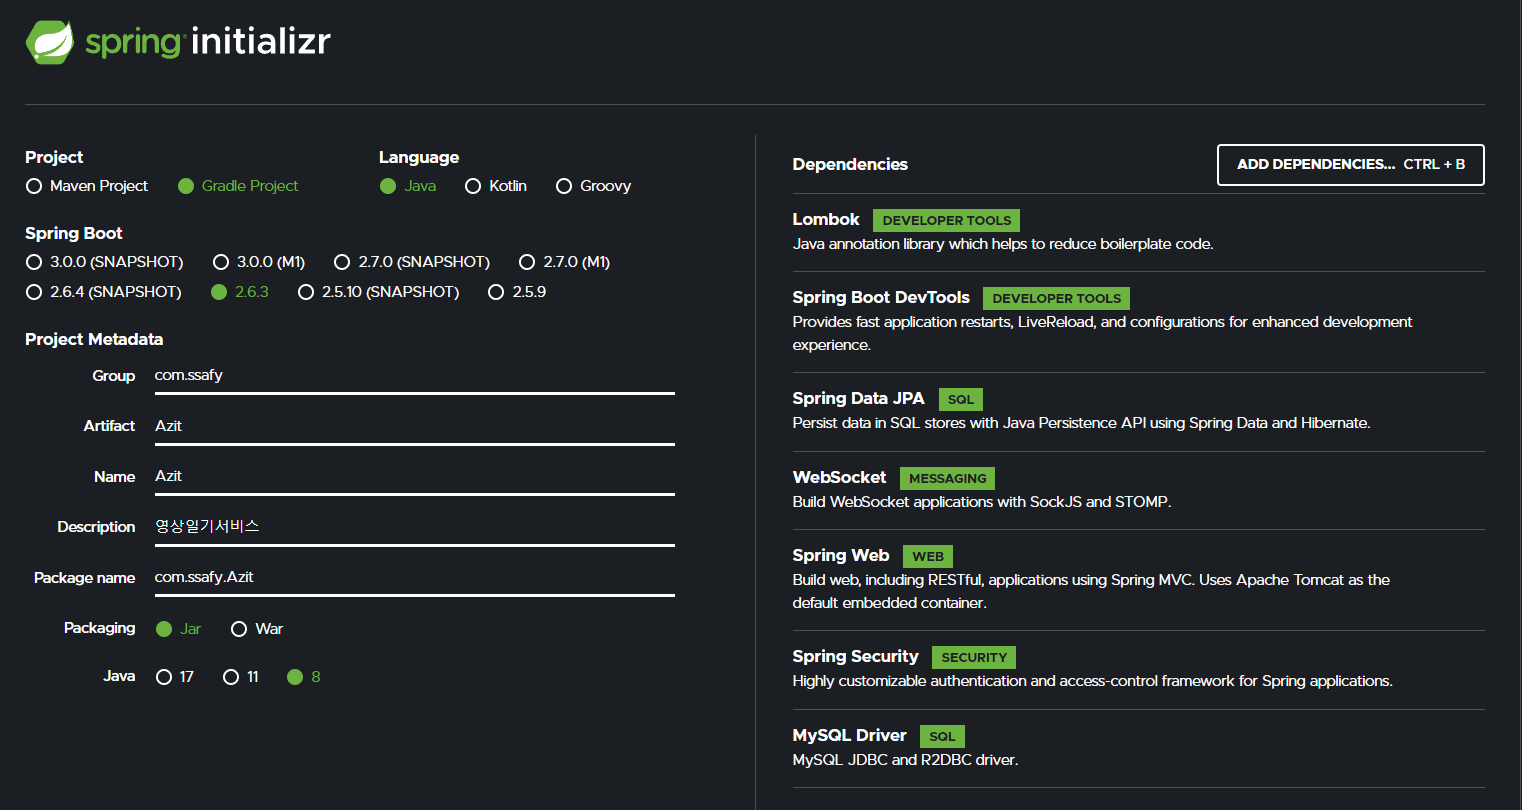 spring initializr
Project
Maven Project Gradle Project
Language
Java Kotlin Groovy
Spring Boot
3.0.0 (SNAPSHOT) 3.0.0 (M1) 2.7.0 (SNAPSHOT) 2.7.0 (M1)
2.6.4 (SNAPSHOT) 2.6.3 2.5.10 (SNAPSHOT) 2.5.9
Project Metadata
Group com.ssafy
Artifact Azit
Name Azit
Description 영상일기서비스
Package name com.ssafy.Azit
Packaging Jar War
Java 17 11 8
Dependencies
ADD DEPENDENCIES... CTRL + B
Lombok DEVELOPER TOOLS
Java annotation library which helps to reduce boilerplate code.
Spring Boot DevTools DEVELOPER TOOLS
Provides fast application restarts, LiveReload, and configurations for enhanced development
experience.
Spring Data JPA SQL
Persist data in SQL stores with Java Persistence API using Spring Data and Hibernate.
WebSocket MESSAGING
Build WebSocket applications with SockJS and STOMP.
Spring Web WEB
Build web, including RESTful, applications using Spring MVC. Uses Apache Tomcat as the
default embedded container.
Spring Security SECURITY
Highly customizable authentication and access-control framework for Spring applications.
MySQL Driver SQL
MySQL JDBC and R2DBC driver.